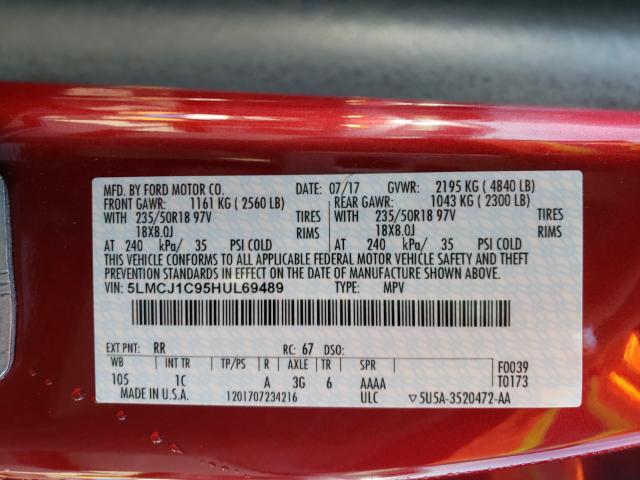 MFD. BY FORD MOTOR CO. DATE: 07/17 GVWR: 2195 KG ( 4840 LB)
FRONT GAWR: 1161 KG ( 2560 LB) REAR GAWR: 1043 KG ( 2300 LB)
WITH 235/50R18 97V TIRES WITH 235/50R18 97V TIRES
18X8.0J RIMS 18X8.0J RIMS
AT 240 kPa/ 35 PSI COLD AT 240 kPa/ 35 PSI COLD
THIS VEHICLE CONFORMS TO ALL APPLICABLE FEDERAL MOTOR VEHICLE SAFETY AND THEFT
PREVENTION STANDARDS IN EFFECT ON THE DATE OF MANUFACTURE SHOWN ABOVE.
VIN: 5LMCJ1C95HUL69489 TYPE: MPV
EXT PNT: RR RC: 67 DSO:
WB INT TR TP/PS R AXLE TR SPR F0039
105 1C A 3G 6 AAAA T0173
MADE IN U.S.A. 1201707234216 ULC ▽5U5A-3520472-AA